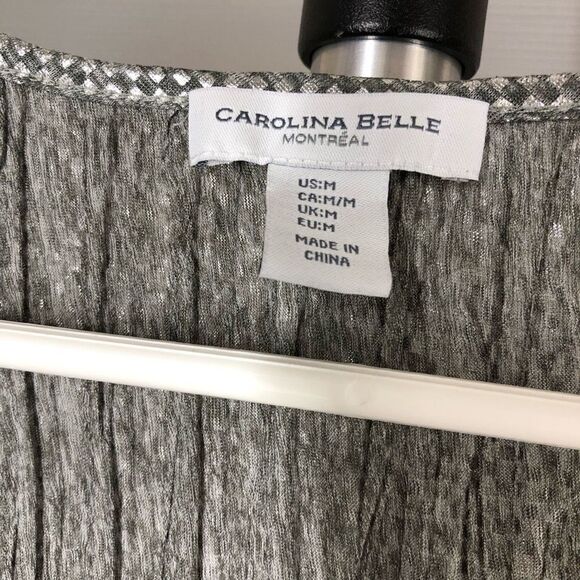 CAROLINA BELLE
MONTRÉAL
US:M
CA:M/M
UK:M
EU:M
MADE IN
CHINA